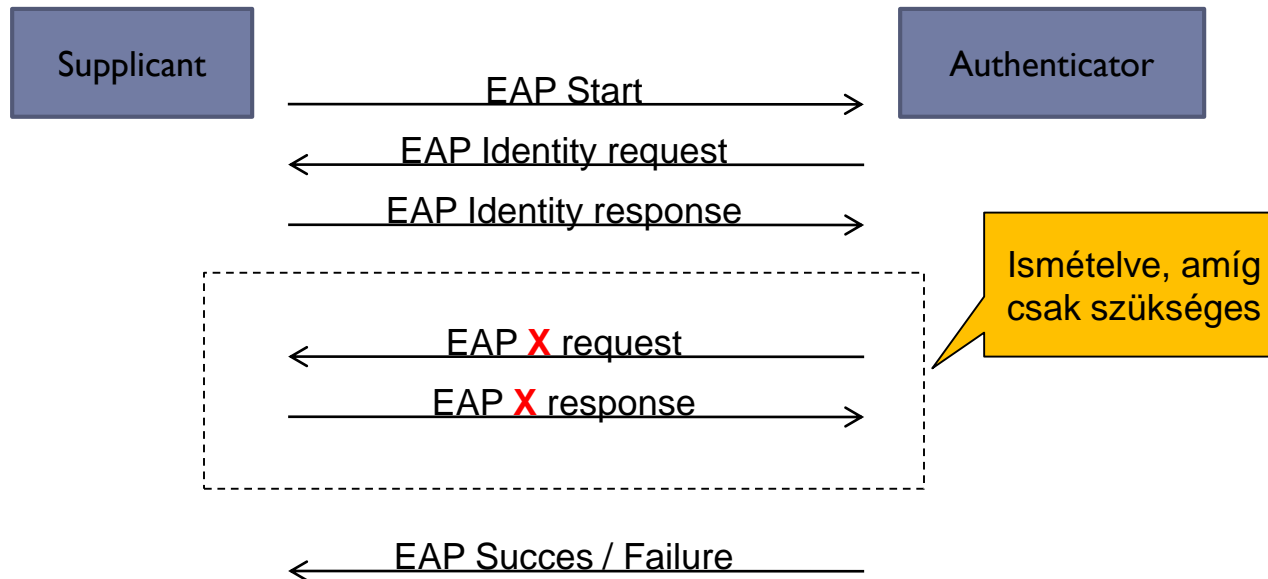 Supplicant
Authenticator
EAP Start
EAP Identity request
EAP Identity response
Ismételve, amíg
csak szükséges
EAP X request
EAP X response
EAP Succes / Failure